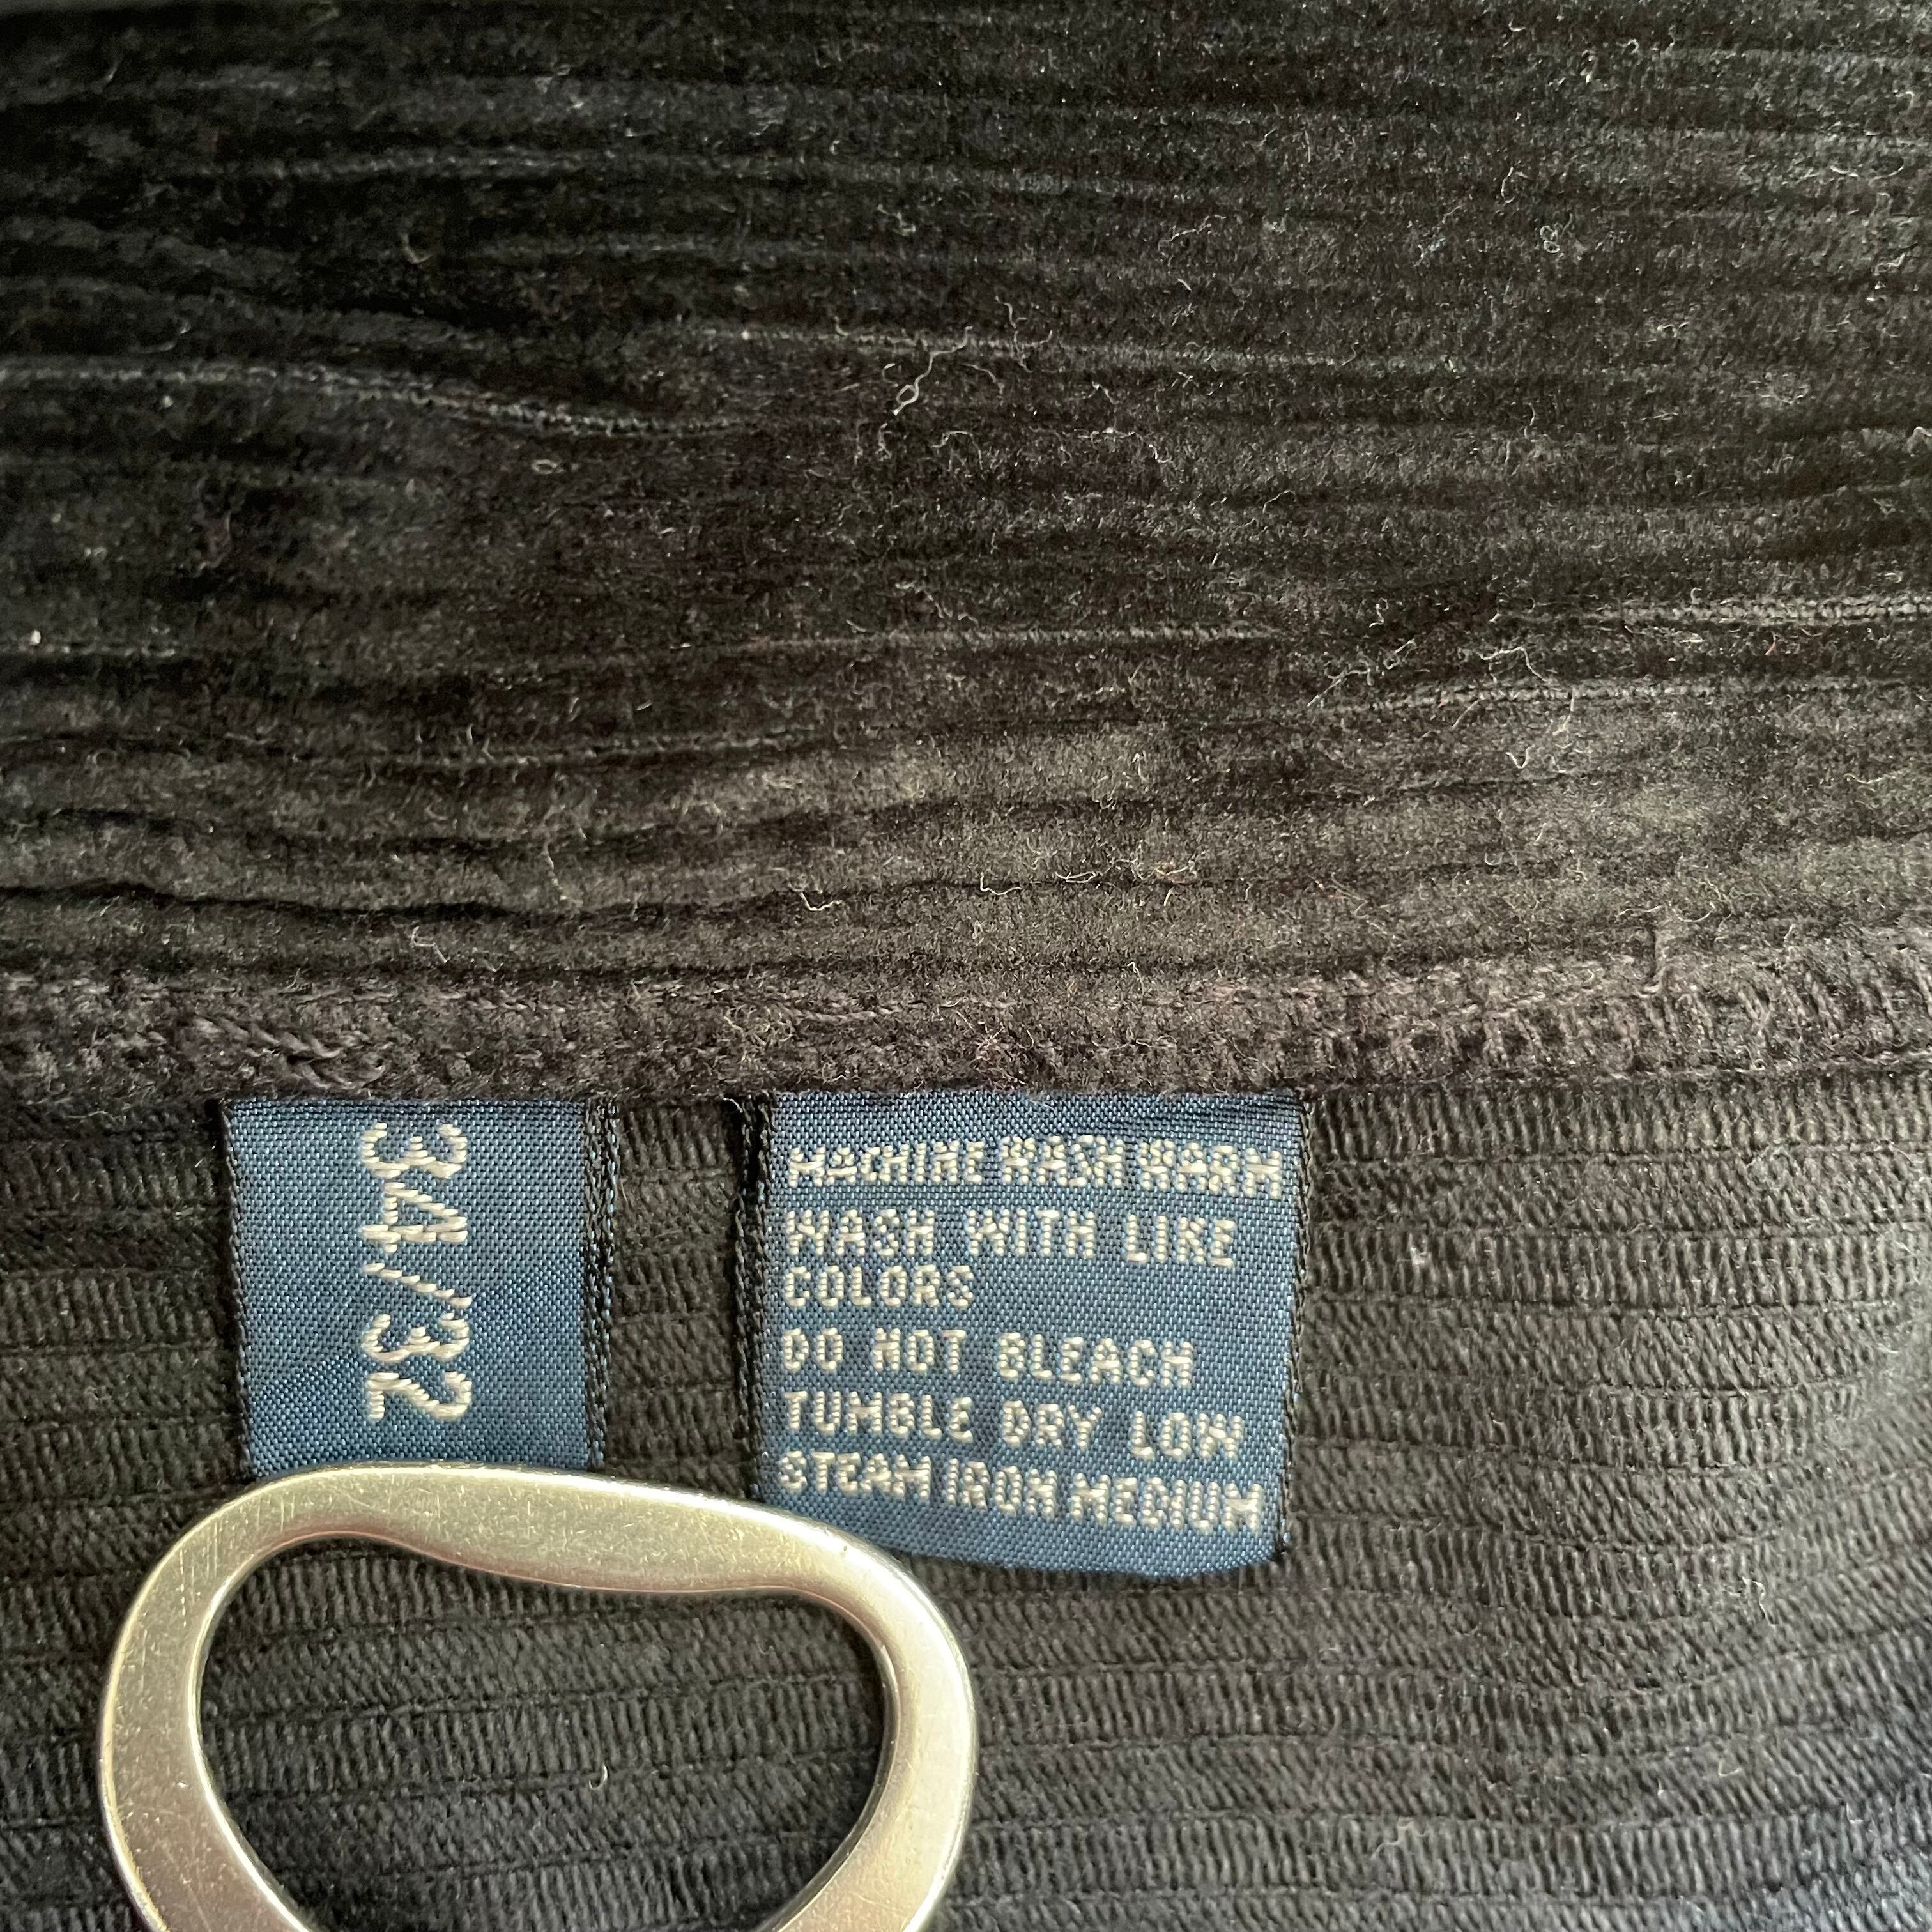 34/32
MACHINE WASH WARM
WASH WITH LIKE
COLORS
DO NOT BLEACH
TUMBLE DRY LOW
STEAM IRON MEDIUM